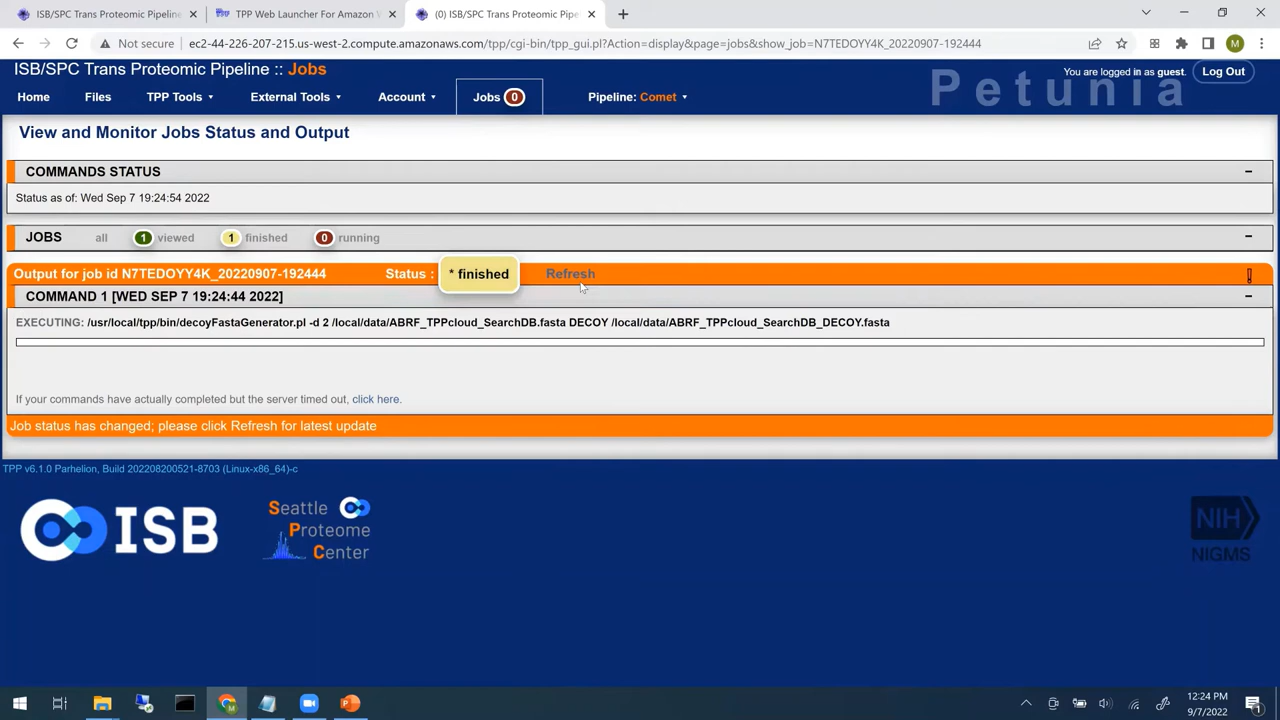 ISB/SPC Trans Proteomic Pipeline
TPP Web Launcher For Amazon W
(0) ISB/SPC Trans Proteomic Pipe
Not secure
ec2-44-226-207-215.us-west-2.compute.amazonaws.com/tpp/cgi-bin/tpp_gui.pl?Action=display&page=jobs&show_job=N7TEDOYY4K_20220907-192444
M
ISB/SPC Trans Proteomic Pipeline :: Jobs
You are logged in as guest.
Log Out
Petunia
Home
Files
TPP Tools
External Tools
Account
Jobs 0
Pipeline: Comet
View and Monitor Jobs Status and Output
COMMANDS STATUS
Status as of: Wed Sep 7 19:24:54 2022
JOBS all 1 viewed 1 finished 0 running
Output for job id N7TEDOYY4K_20220907-192444 Status : * finished Refresh !
COMMAND 1 [WED SEP 7 19:24:44 2022]
EXECUTING: /usr/local/tpp/bin/decoyFastaGenerator.pl -d 2 /local/data/ABRF_TPPcloud_SearchDB.fasta DECOY /local/data/ABRF_TPPcloud_SearchDB_DECOY.fasta
If your commands have actually completed but the server timed out, click here.
Job status has changed; please click Refresh for latest update
TPP v6.1.0 Parhelion, Build 202208200521-8703 (Linux-x86_64)-c
ISB
Seattle
Proteome
Center
NIH
NIGMS
12:24 PM
9/7/2022
1